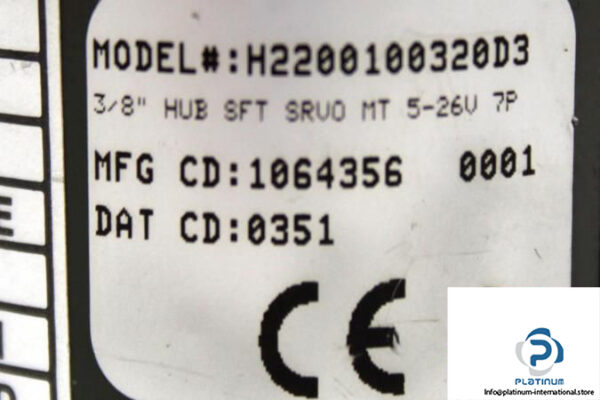 MODEL#:H2200100320D3
3/8" HUB SFT SRVO MT 5-26V 7P
MFG CD:1064356 0001
DAT CD:0351
CE
E
P
PLATINUM
Info@platinum-international.store